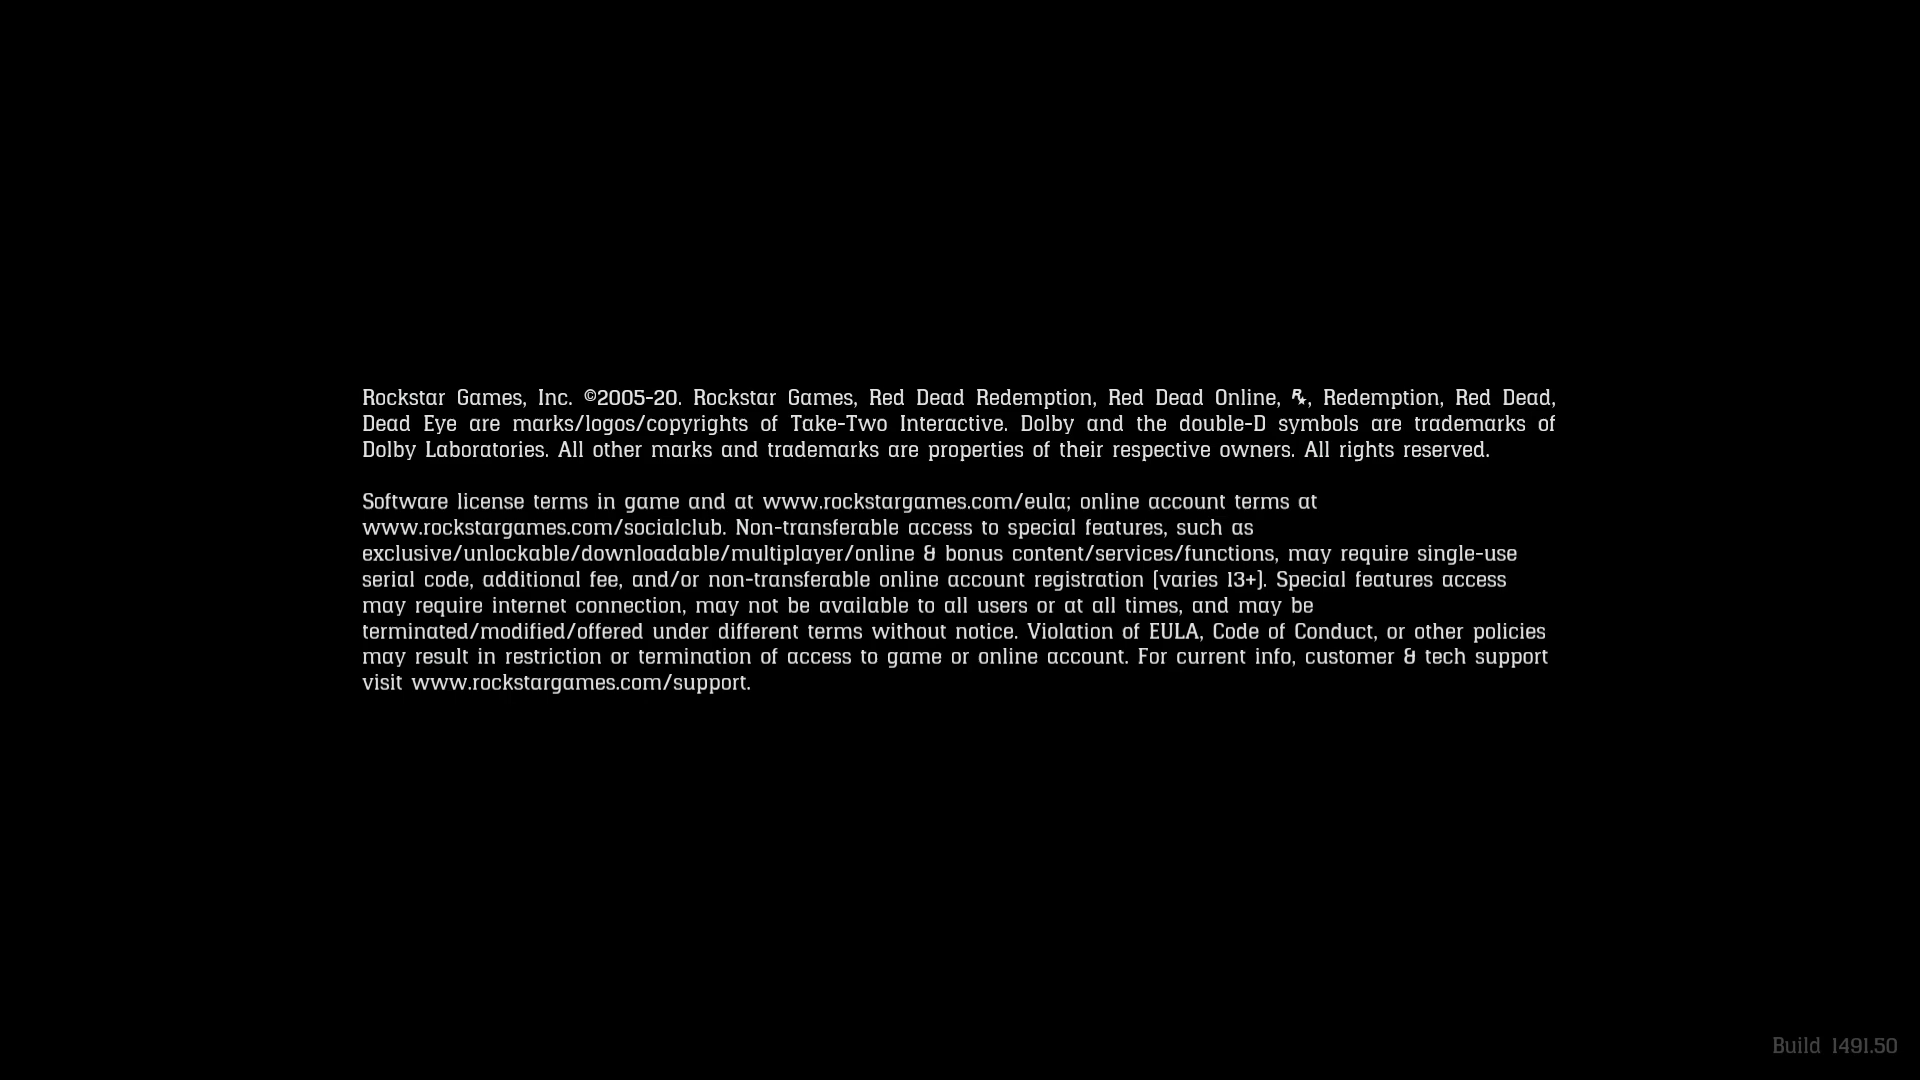 Rockstar Games, Inc. ©2005-20. Rockstar Games, Red Dead Redemption, Red Dead Online, R★, Redemption, Red Dead,
Dead Eye are marks/logos/copyrights of Take-Two Interactive. Dolby and the double-D symbols are trademarks of
Dolby Laboratories. All other marks and trademarks are properties of their respective owners. All rights reserved.
Software license terms in game and at www.rockstargames.com/eula; online account terms at
www.rockstargames.com/socialclub. Non-transferable access to special features, such as
exclusive/unlockable/downloadable/multiplayer/online & bonus content/services/functions, may require single-use
serial code, additional fee, and/or non-transferable online account registration (varies 13+). Special features access
may require internet connection, may not be available to all users or at all times, and may be
terminated/modified/offered under different terms without notice. Violation of EULA, Code of Conduct, or other policies
may result in restriction or termination of access to game or online account. For current info, customer & tech support
visit www.rockstargames.com/support.
Build 1491.50